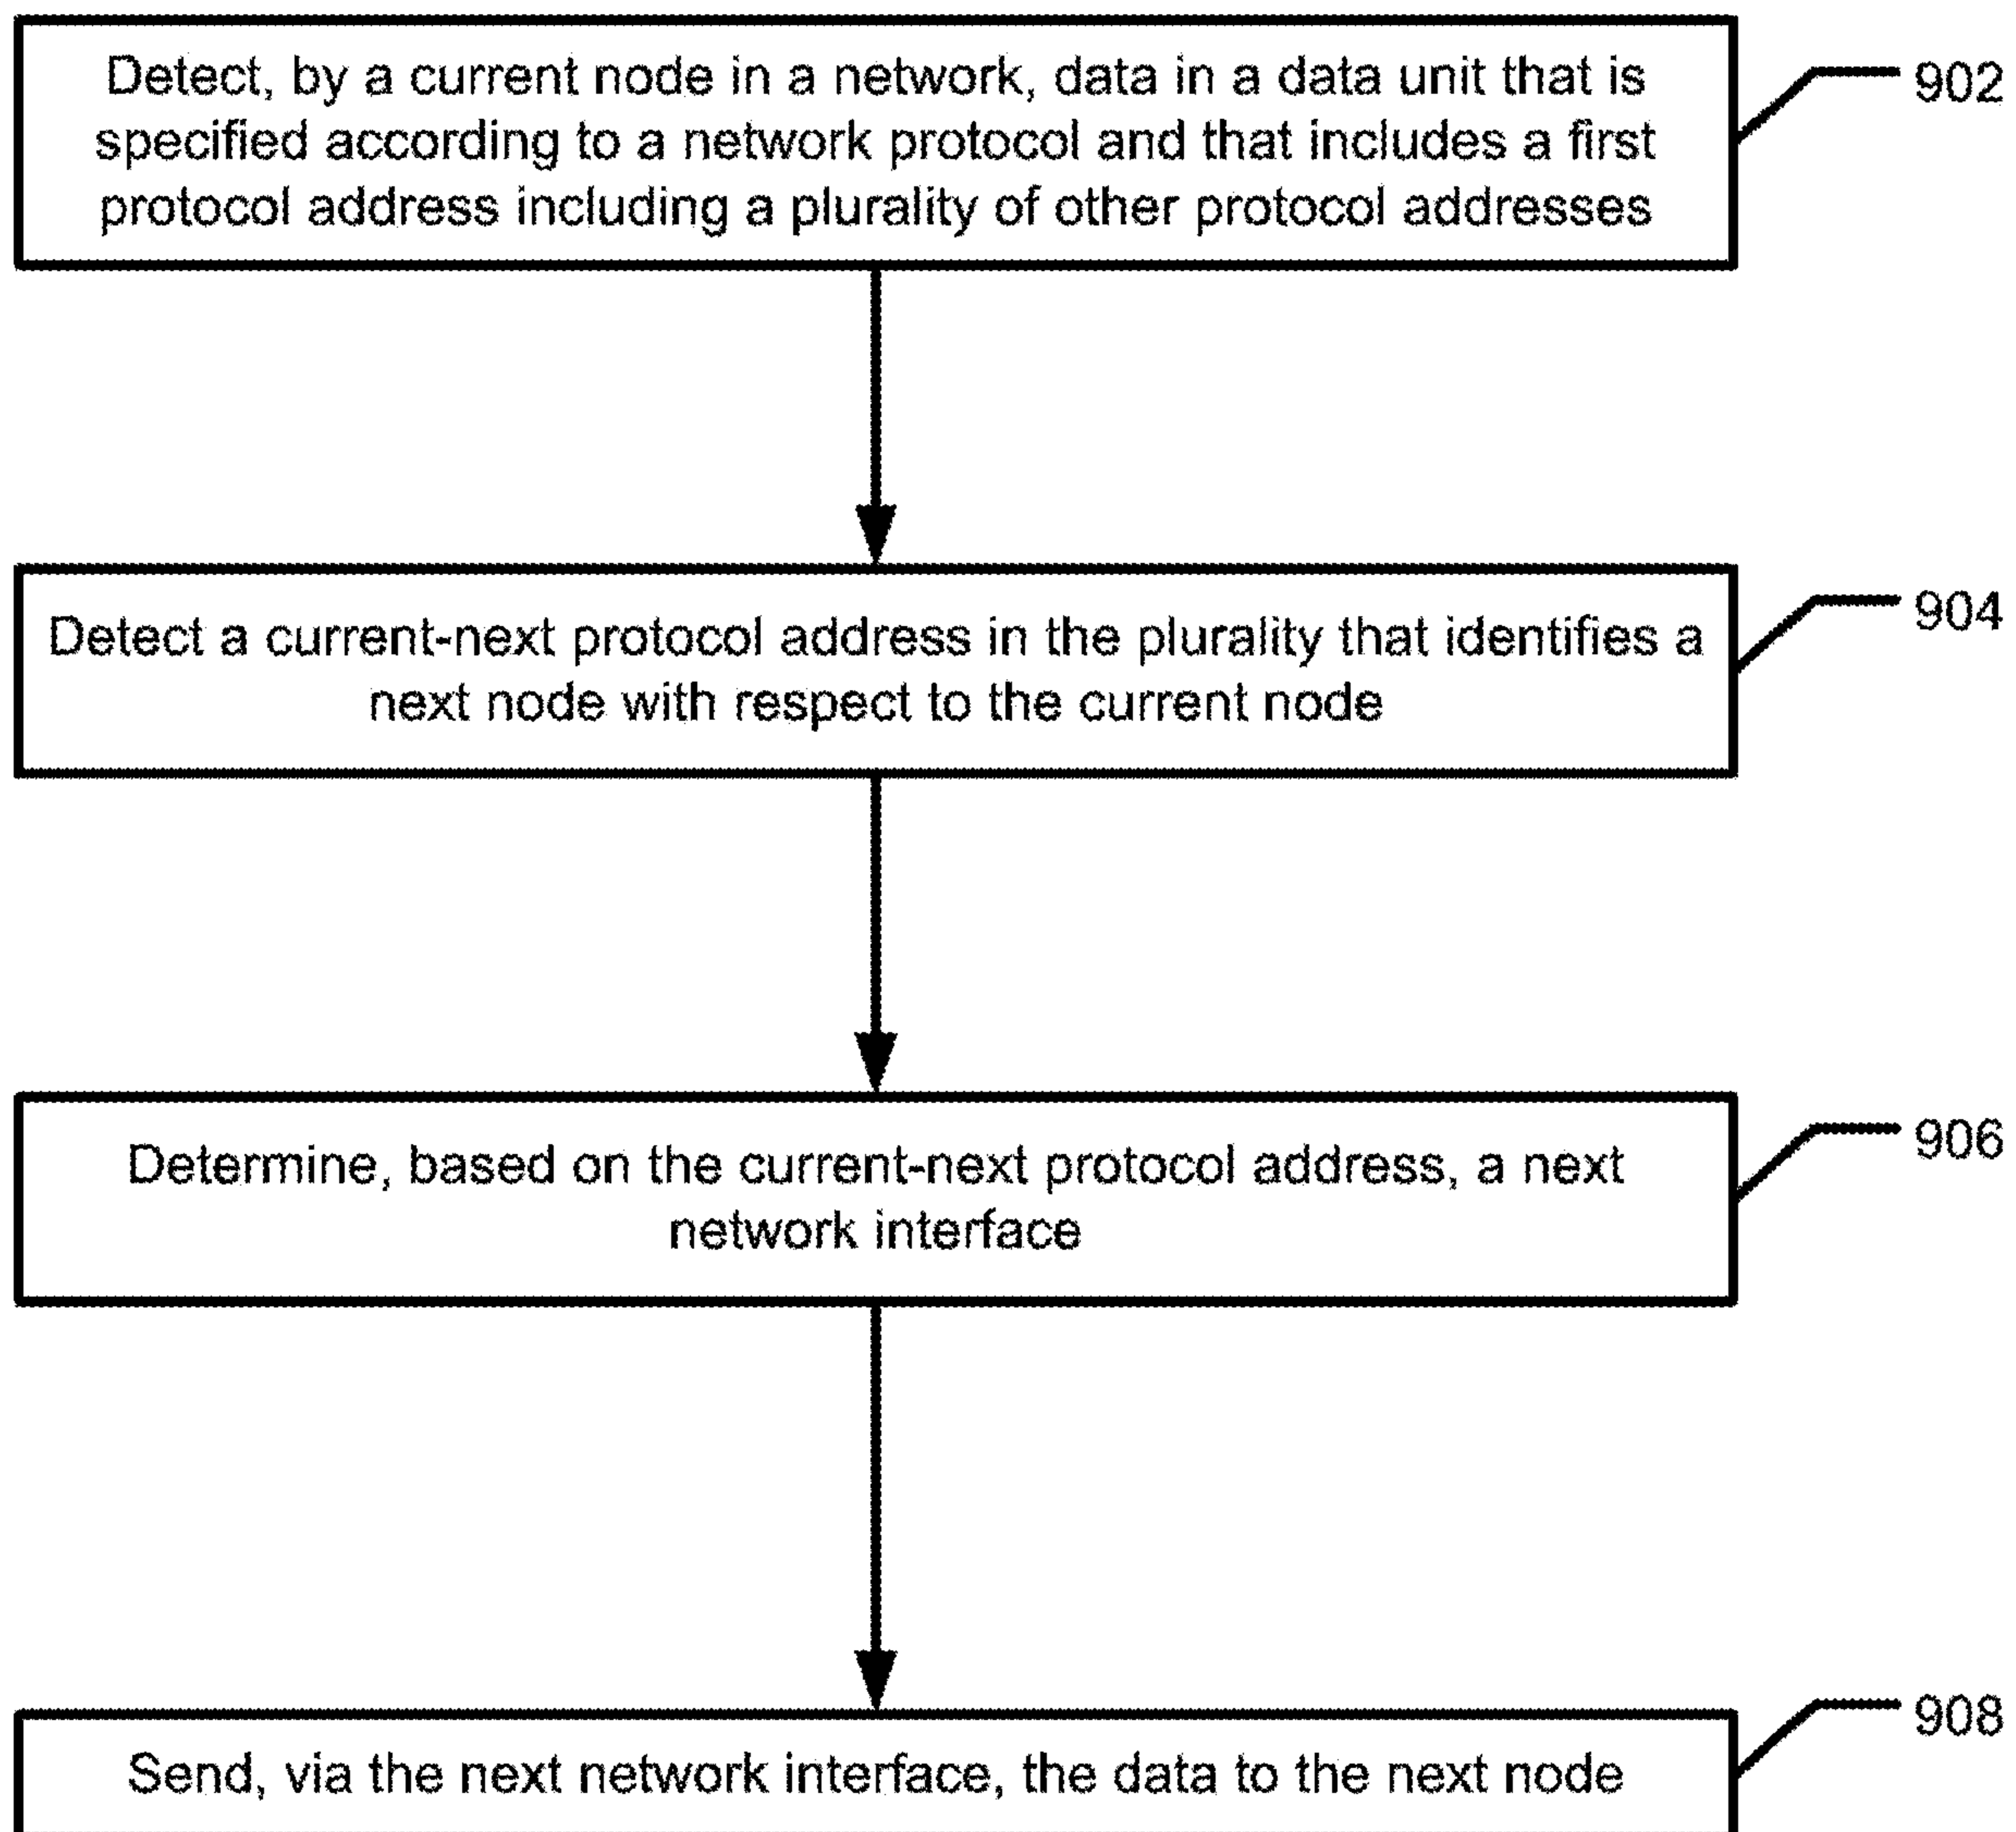 Detect, by a current node in a network, data in a data unit that is
specified according to a network protocol and that includes a first
protocol address including a plurality of other protocol addresses
902
Detect a current-next protocol address in the plurality that identifies a
next node with respect to the current node
904
Determine, based on the current-next protocol address, a next
network interface
906
Send, via the next network interface, the data to the next node
908